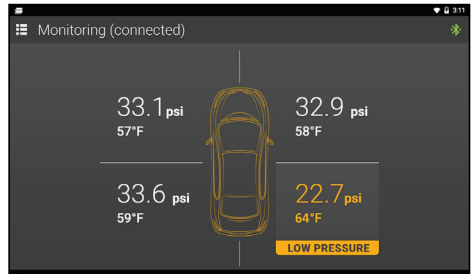 3:11
Monitoring (connected)
33.1 psi
57°F
32.9 psi
58°F
33.6 psi
59°F
22.7 psi
64°F
LOW PRESSURE